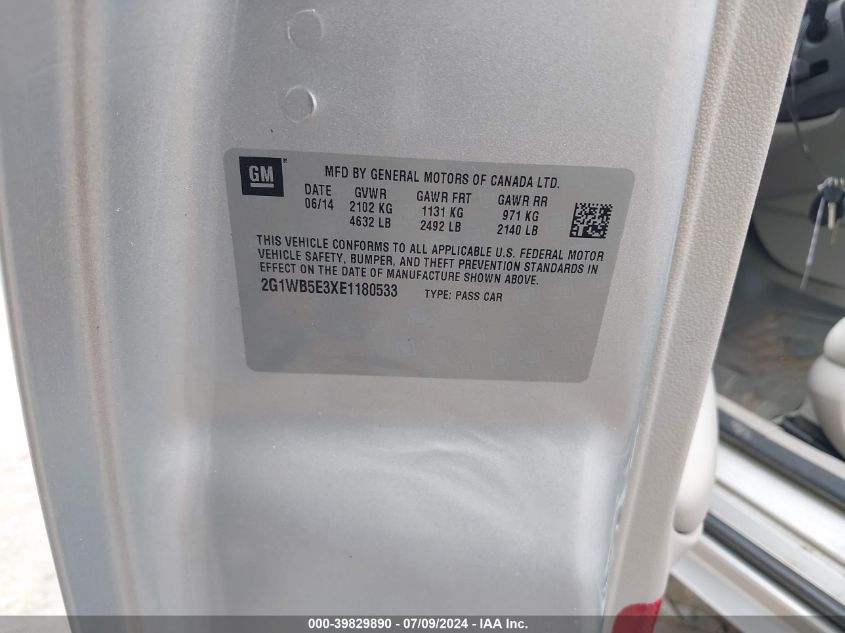 GM
MFD BY GENERAL MOTORS OF CANADA LTD.
DATE GVWR GAWR FRT GAWR RR
06/14 2102 KG 1131 KG 971 KG
4632 LB 2492 LB 2140 LB
THIS VEHICLE CONFORMS TO ALL APPLICABLE U.S. FEDERAL MOTOR
VEHICLE SAFETY, BUMPER, AND THEFT PREVENTION STANDARDS IN
EFFECT ON THE DATE OF MANUFACTURE SHOWN ABOVE.
2G1WB5E3XE1180533 TYPE: PASS CAR
000-39829890 - 07/09/2024 - IAA Inc.